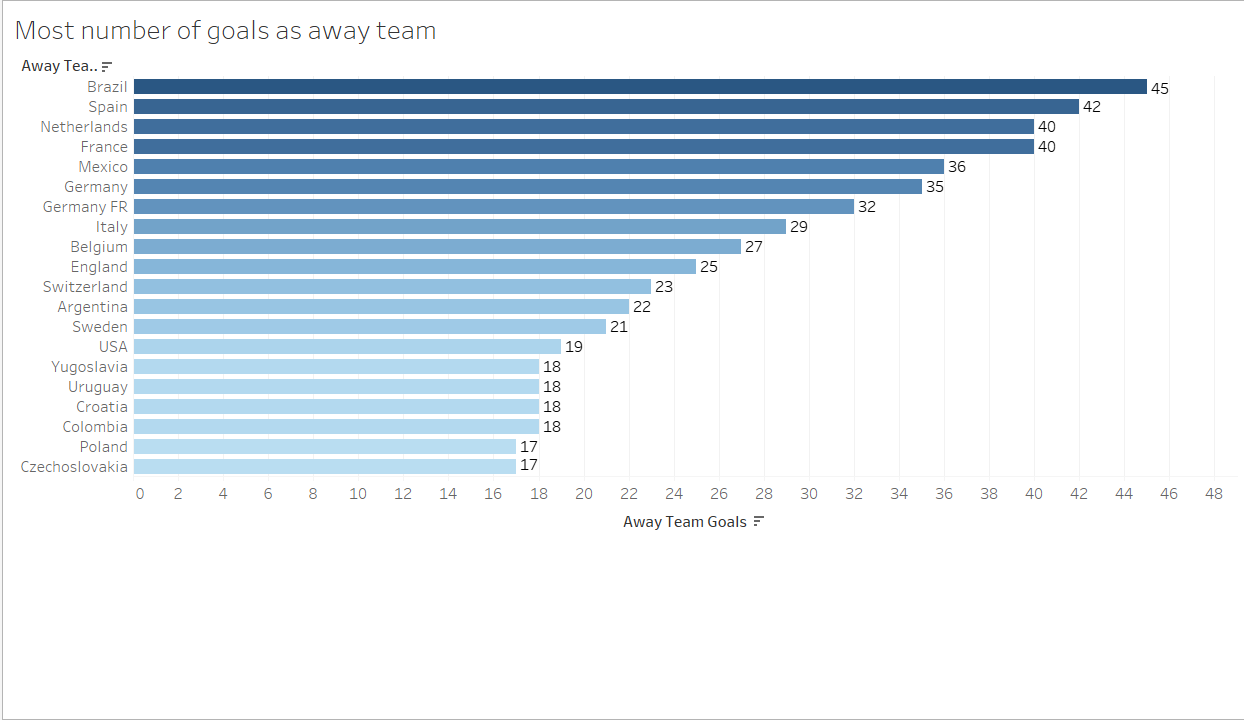 Most number of goals as away team
Away Tea..
Brazil 45
Spain 42
Netherlands 40
France 40
Mexico 36
Germany 35
Germany FR 32
Italy 29
Belgium 27
England 25
Switzerland 23
Argentina 22
Sweden 21
USA 19
Yugoslavia 18
Uruguay 18
Croatia 18
Colombia 18
Poland 17
Czechoslovakia 17
0 2 4 6 8 10 12 14 16 18 20 22 24 26 28 30 32 34 36 38 40 42 44 46 48
Away Team Goals